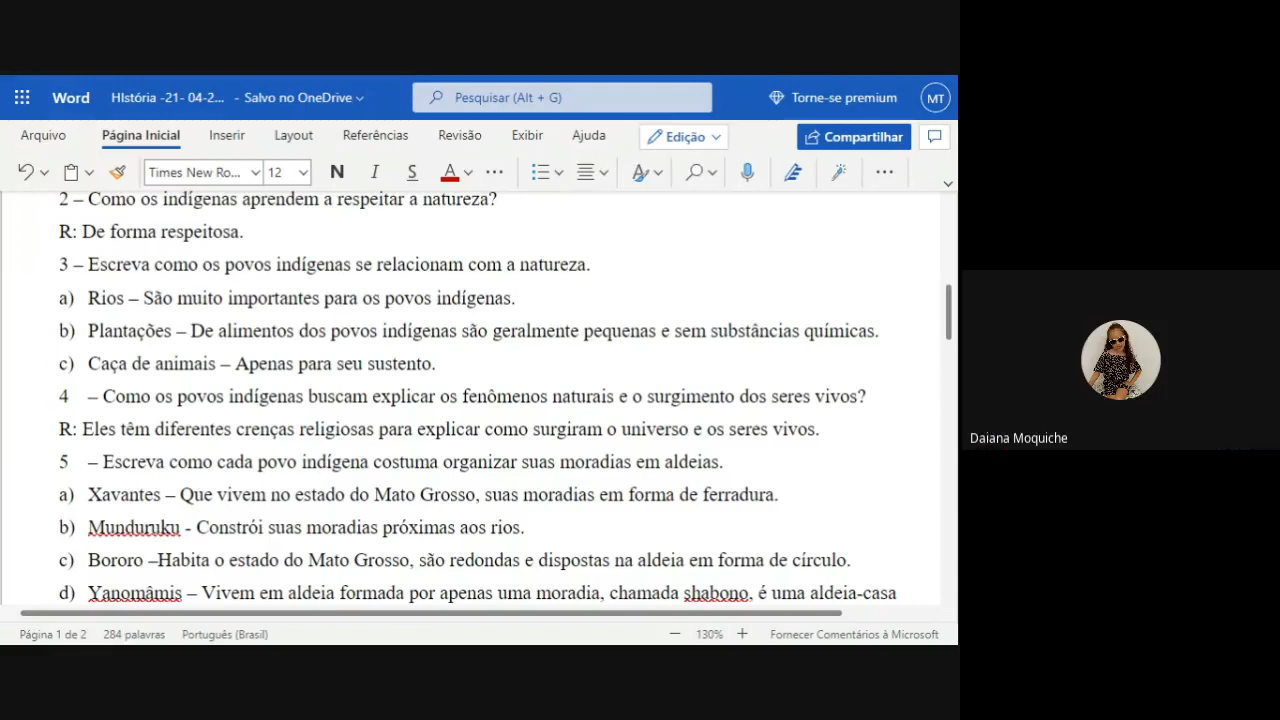 Word
HIstória -21- 04-2... - Salvo no OneDrive
Pesquisar (Alt + G)
Torne-se premium
MT
Arquivo
Página Inicial
Inserir
Layout
Referências
Revisão
Exibir
Ajuda
Edição
Compartilhar
Times New Ro...
12
N
I
S
A
2 – Como os indígenas aprendem a respeitar a natureza?
R: De forma respeitosa.
3 – Escreva como os povos indígenas se relacionam com a natureza.
a) Rios – São muito importantes para os povos indígenas.
b) Plantações – De alimentos dos povos indígenas são geralmente pequenas e sem substâncias químicas.
c) Caça de animais – Apenas para seu sustento.
4 – Como os povos indígenas buscam explicar os fenômenos naturais e o surgimento dos seres vivos?
R: Eles têm diferentes crenças religiosas para explicar como surgiram o universo e os seres vivos.
5 – Escreva como cada povo indígena costuma organizar suas moradias em aldeias.
a) Xavantes – Que vivem no estado do Mato Grosso, suas moradias em forma de ferradura.
b) Munduruku - Constrói suas moradias próximas aos rios.
c) Bororo –Habita o estado do Mato Grosso, são redondas e dispostas na aldeia em forma de círculo.
d) Yanomâmis – Vivem em aldeia formada por apenas uma moradia, chamada shabono, é uma aldeia-casa
Página 1 de 2
284 palavras
Português (Brasil)
130%
Fornecer Comentários à Microsoft
Daiana Moquiche